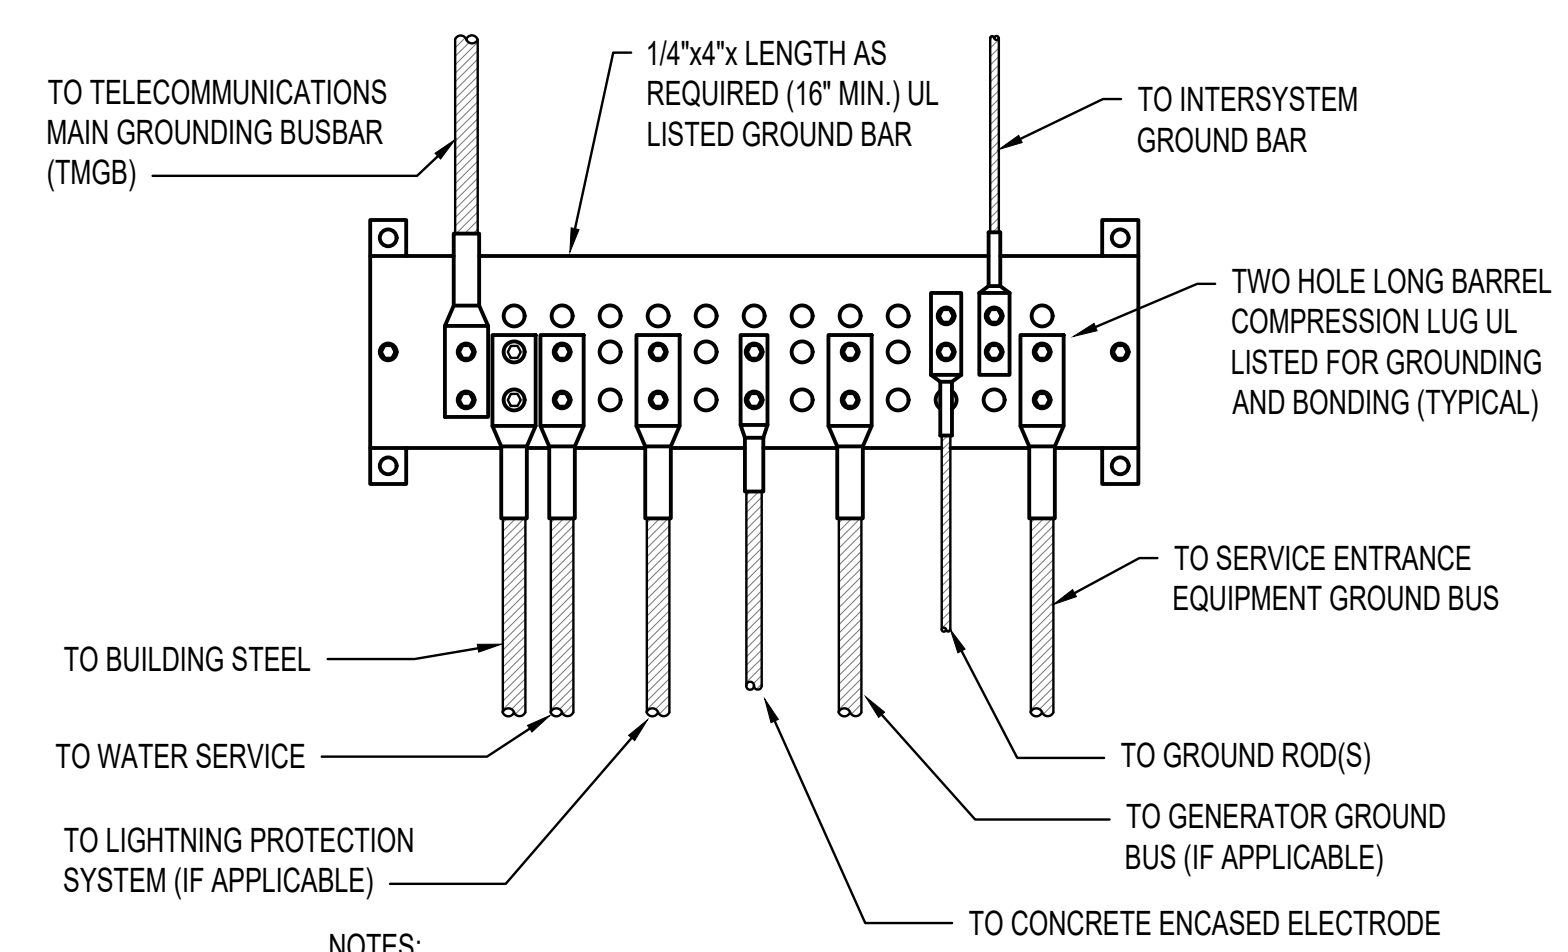 TO TELECOMMUNICATIONS
MAIN GROUNDING BUSBAR
(TMGB)
1/4"x4"x LENGTH AS
REQUIRED (16" MIN.) UL
LISTED GROUND BAR
TO INTERSYSTEM
GROUND BAR
TWO HOLE LONG BARREL
COMPRESSION LUG UL
LISTED FOR GROUNDING
AND BONDING (TYPICAL)
TO SERVICE ENTRANCE
EQUIPMENT GROUND BUS
TO BUILDING STEEL
TO WATER SERVICE
TO GROUND ROD(S)
TO LIGHTNING PROTECTION
SYSTEM (IF APPLICABLE)
TO GENERATOR GROUND
BUS (IF APPLICABLE)
TO CONCRETE ENCASED ELECTRODE
NOTES: